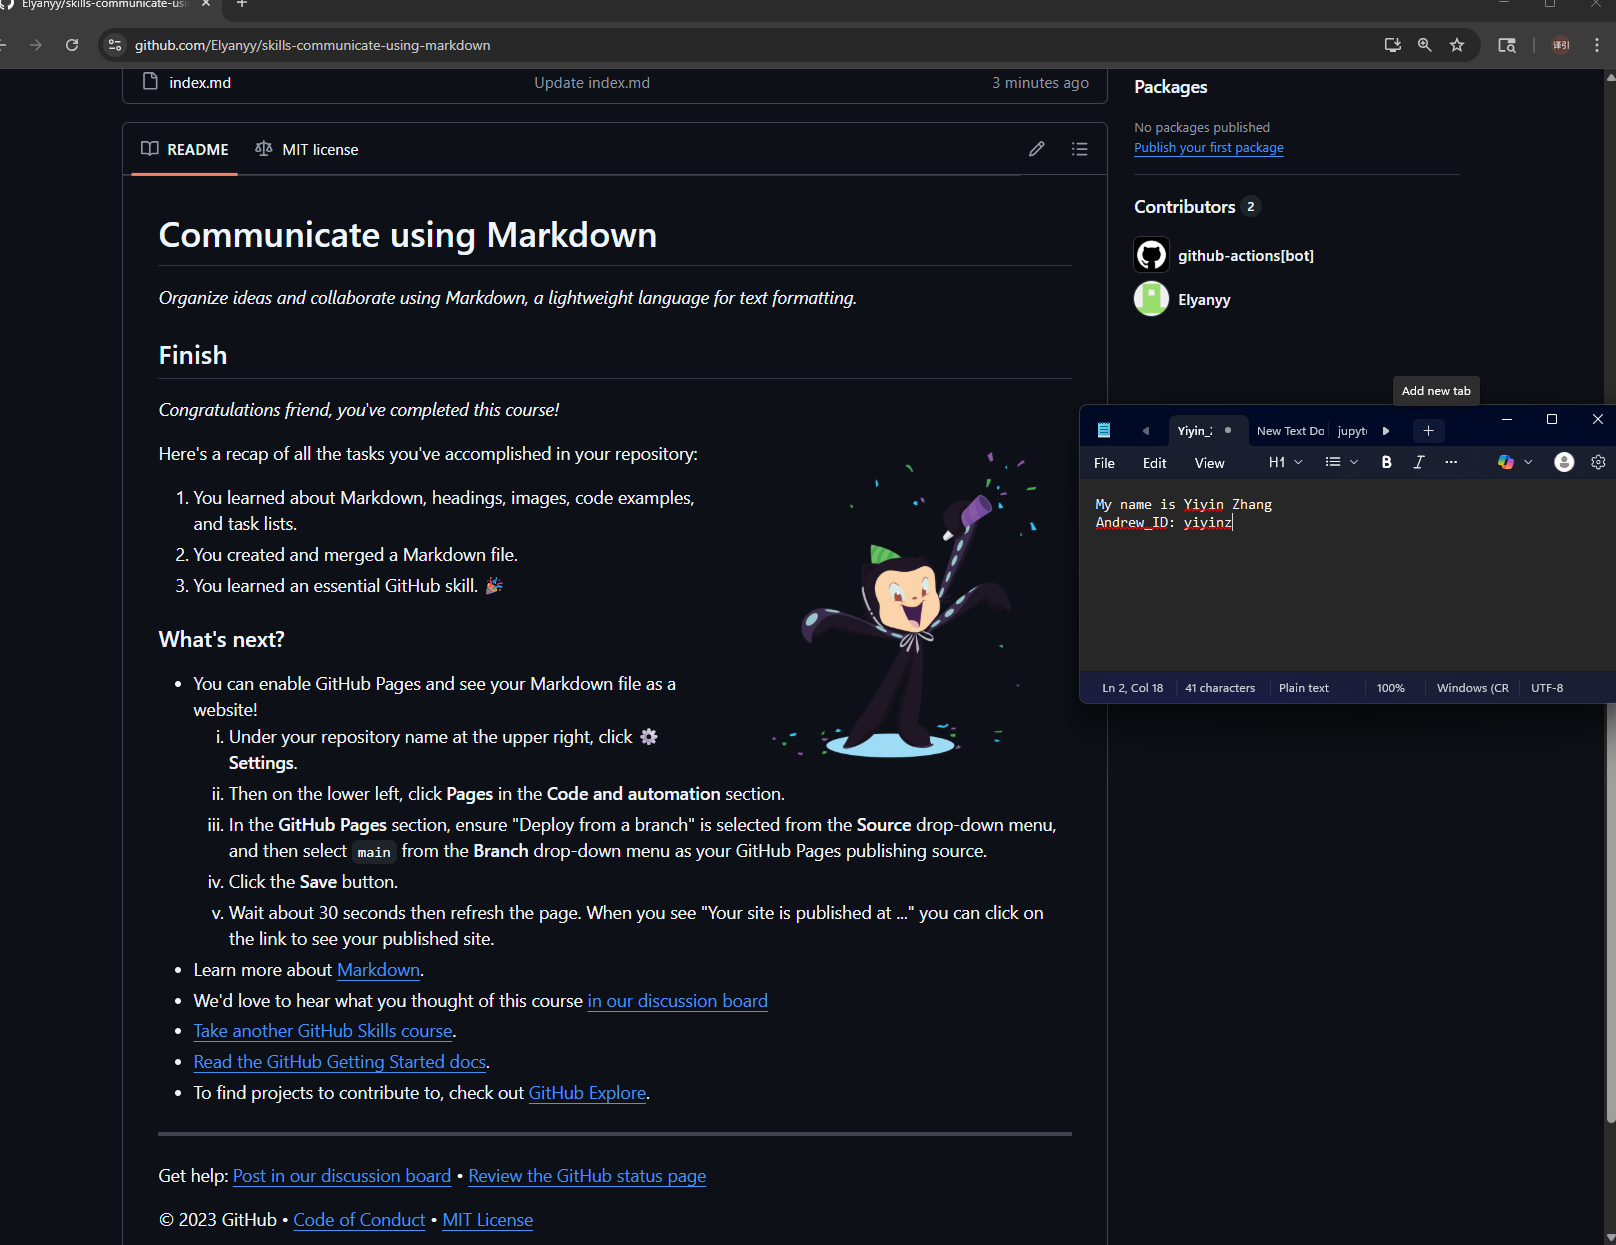 Elyanyy/skills-communicate-usi
github.com/Elyanyy/skills-communicate-using-markdown
译引
index.md Update index.md 3 minutes ago
README MIT license
Communicate using Markdown
Organize ideas and collaborate using Markdown, a lightweight language for text formatting.
Finish
Congratulations friend, you've completed this course!
Here's a recap of all the tasks you've accomplished in your repository:
1. You learned about Markdown, headings, images, code examples,
and task lists.
2. You created and merged a Markdown file.
3. You learned an essential GitHub skill. 🎉
What's next?
• You can enable GitHub Pages and see your Markdown file as a
website!
i. Under your repository name at the upper right, click ⚙
Settings.
ii. Then on the lower left, click Pages in the Code and automation section.
iii. In the GitHub Pages section, ensure "Deploy from a branch" is selected from the Source drop-down menu,
and then select main from the Branch drop-down menu as your GitHub Pages publishing source.
iv. Click the Save button.
v. Wait about 30 seconds then refresh the page. When you see "Your site is published at ..." you can click on
the link to see your published site.
• Learn more about Markdown.
• We'd love to hear what you thought of this course in our discussion board
• Take another GitHub Skills course.
• Read the GitHub Getting Started docs.
• To find projects to contribute to, check out GitHub Explore.
Get help: Post in our discussion board • Review the GitHub status page
© 2023 GitHub • Code of Conduct • MIT License
Packages
No packages published
Publish your first package
Contributors 2
github-actions[bot]
Elyanyy
Add new tab
Yiyin_Z New Text Do jupyt
File Edit View H1 B I ...
My name is Yiyin Zhang
Andrew_ID: yiyinz
Ln 2, Col 18 41 characters Plain text 100% Windows (CR UTF-8